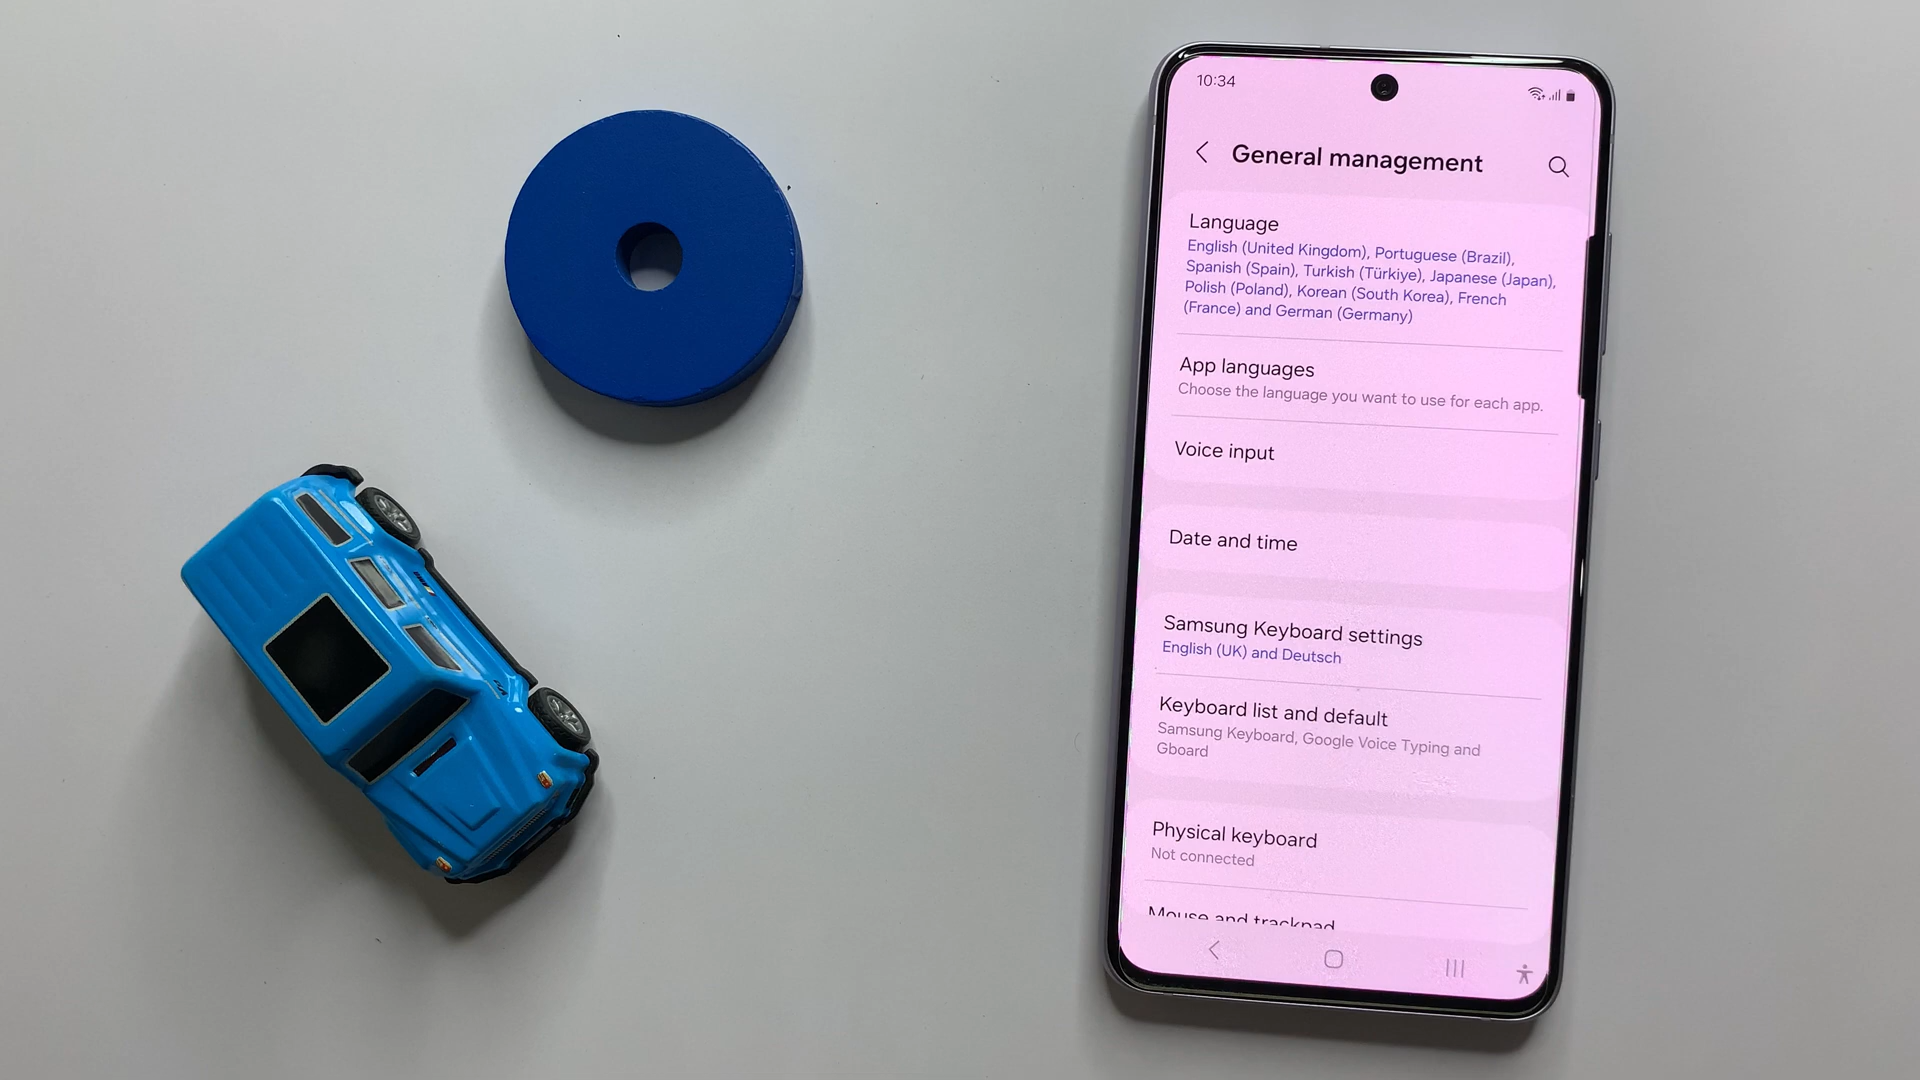 10:34
General management
Language
English (United Kingdom), Portuguese (Brazil),
Spanish (Spain), Turkish (Türkiye), Japanese (Japan),
Polish (Poland), Korean (South Korea), French
(France) and German (Germany)
App languages
Choose the language you want to use for each app.
Voice input
Date and time
Samsung Keyboard settings
English (UK) and Deutsch
Keyboard list and default
Samsung Keyboard, Google Voice Typing and
Gboard
Physical keyboard
Not connected
Mouse and trackpad